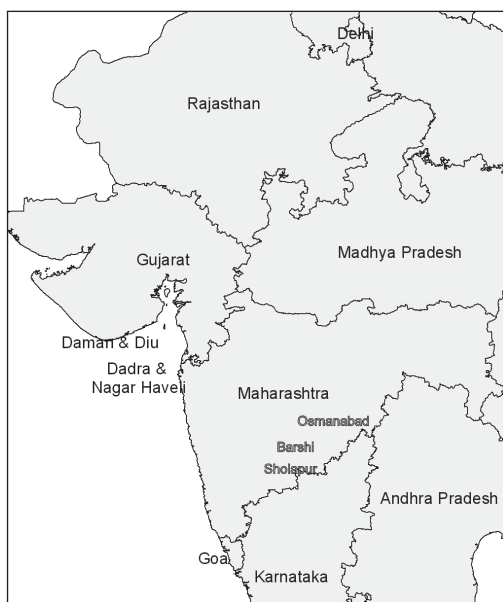 Delhi
Rajasthan
Madhya Pradesh
Gujarat
Daman & Diu
Dadra &
Nagar Haveli
Maharashtra
Osmanabad
Barshi
Sholapur
Andhra Pradesh
Goa
Karnataka